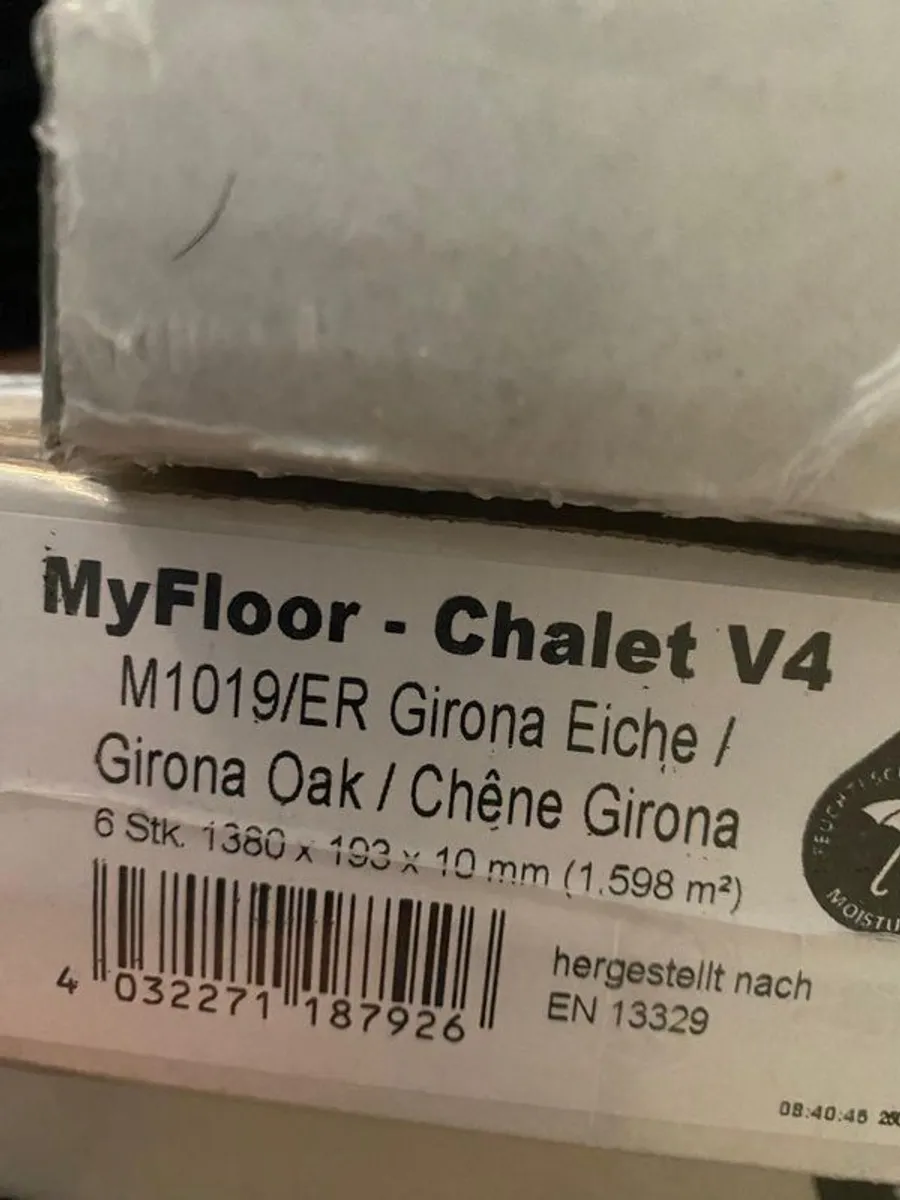 MyFloor - Chalet V4
M1019/ER Girona Eiche /
Girona Oak / Chêne Girona
6 Stk. 1380 x 193 x 10 mm (1.598 m²)
4 032271 187926
hergestellt nach
EN 13329
08:40:45